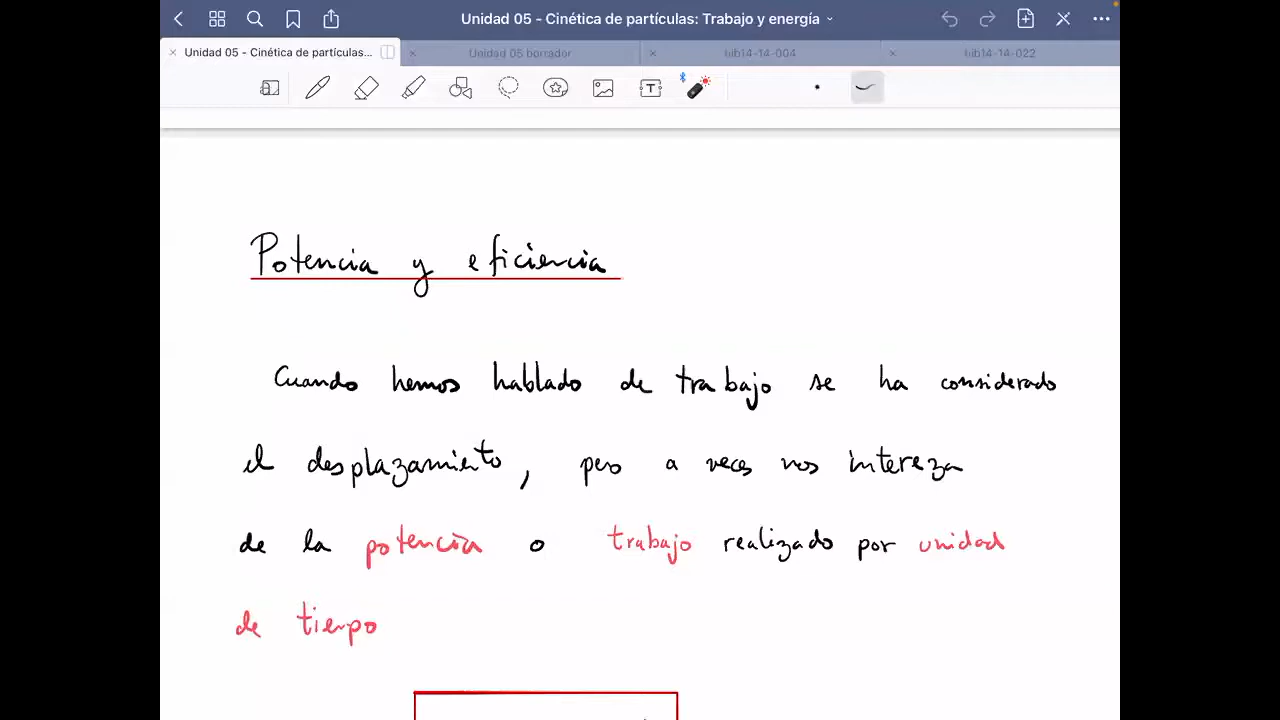 Unidad 05 - Cinética de partículas: Trabajo y energía
Unidad 05 - Cinética de partículas...
Unidad 05 borrador
hib14-14-004
hib14-14-022
Potencia y eficiencia
Cuando hemos hablado de trabajo se ha considerado
el desplazamiento, pero a veces nos intereza
de la potencia o trabajo realizado por unidad
de tiempo